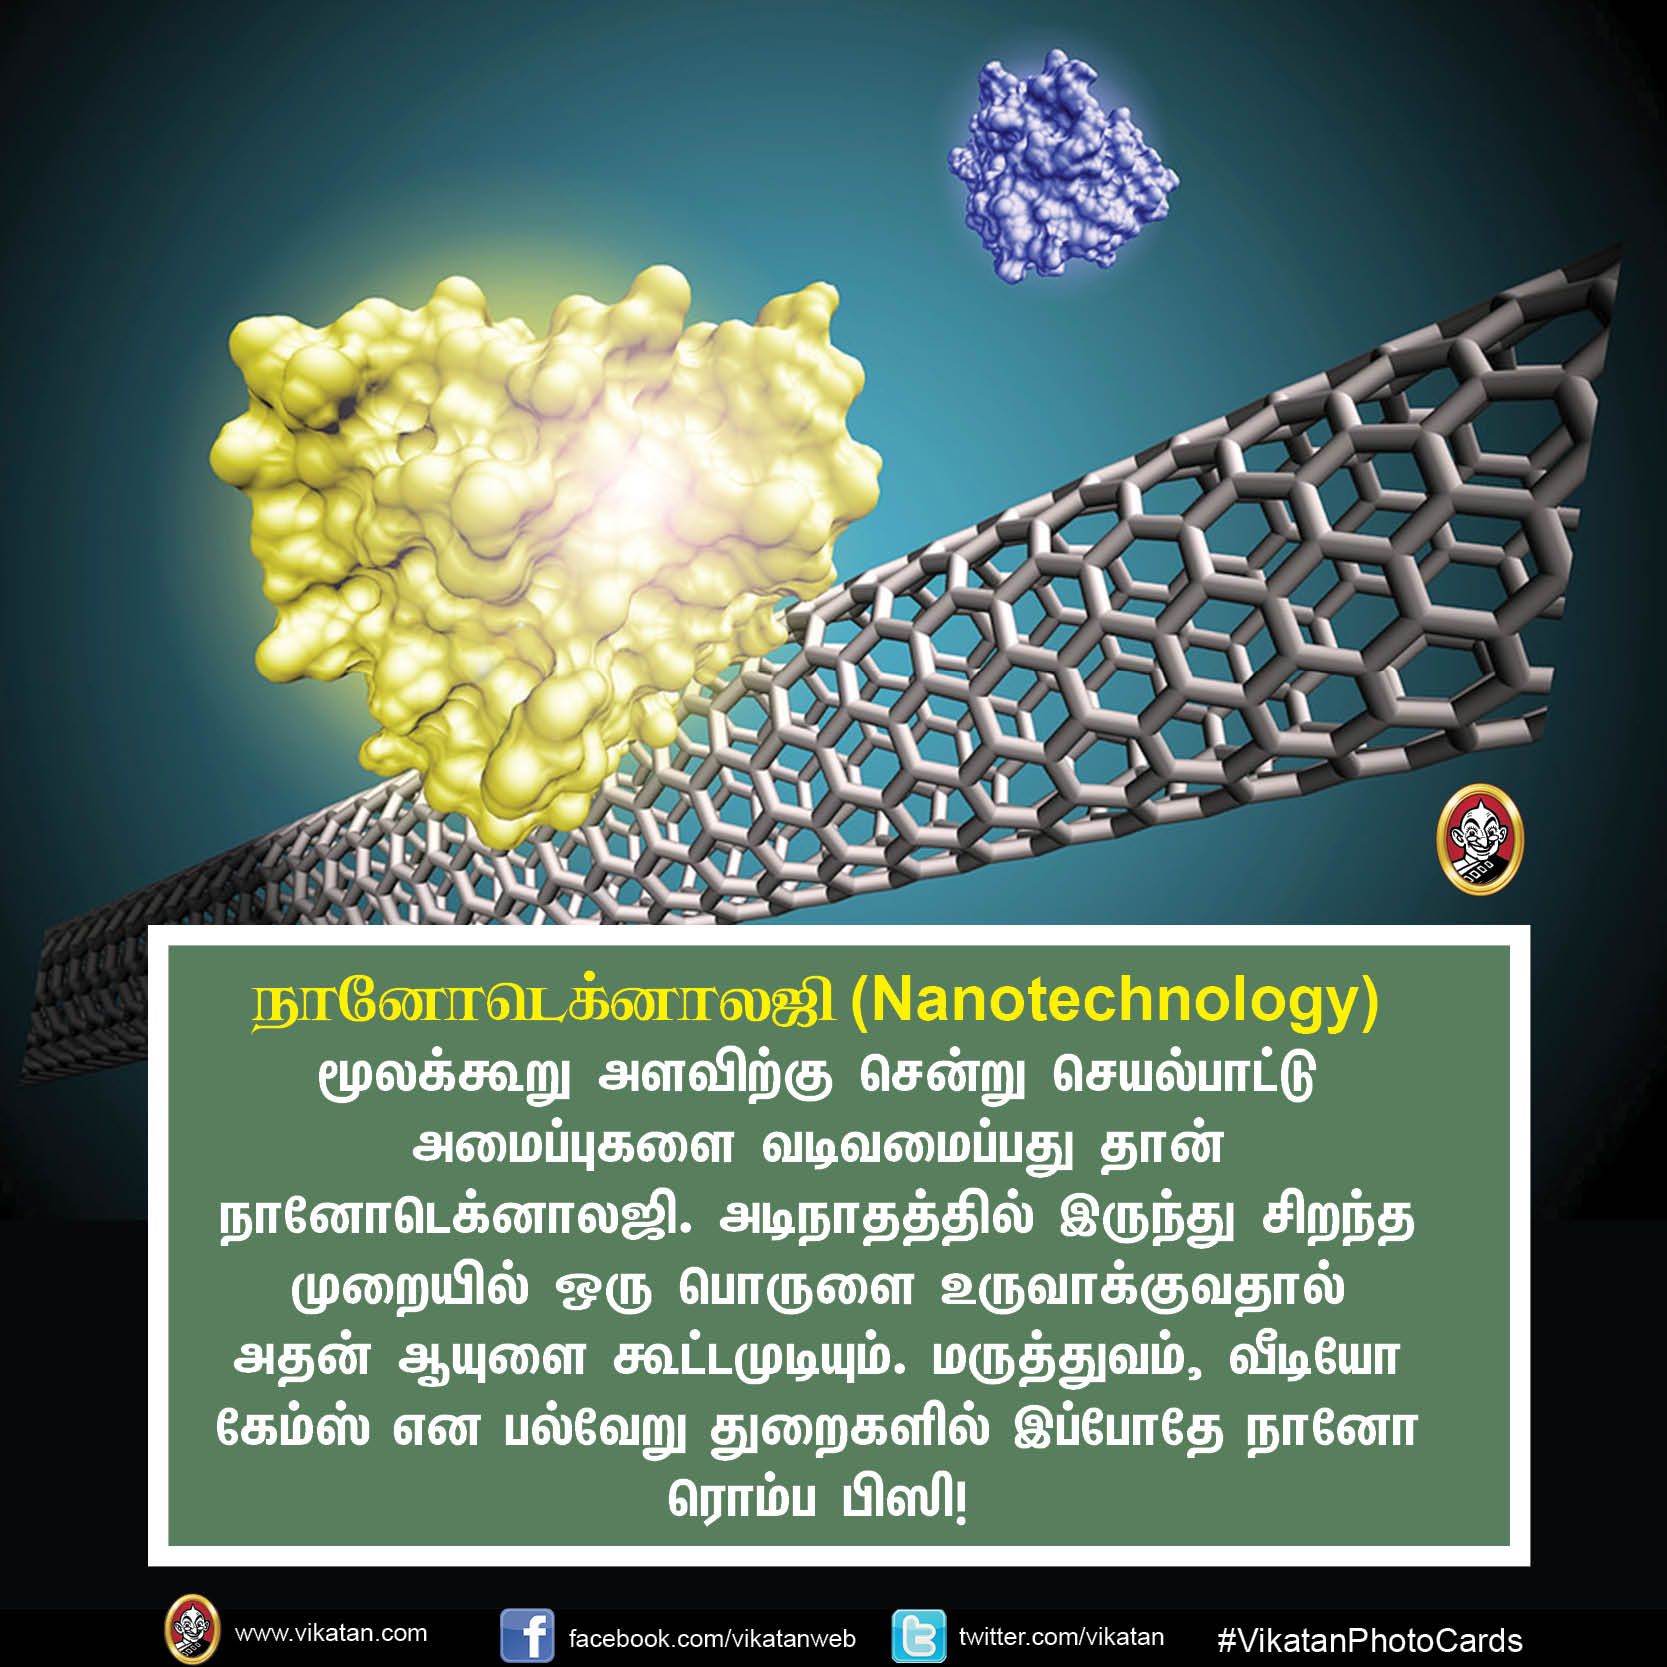 நானோடெக்னாலஜி (Nanotechnology)
மூலக்கூறு அளவிற்கு சென்று செயல்பாட்டு
அமைப்புகளை வடிவமைப்பது தான்
நானோடெக்னாலஜி. அடிநாதத்தில் இருந்து சிறந்த
முறையில் ஒரு பொருளை உருவாக்குவதால்
அதன் ஆயுளை கூட்டமுடியும். மருத்துவம், வீடியோ
கேம்ஸ் என பல்வேறு துறைகளில் இப்போதே நானோ
ரொம்ப பிஸி!
www.vikatan.com facebook.com/vikatanweb twitter.com/vikatan #VikatanPhotoCards